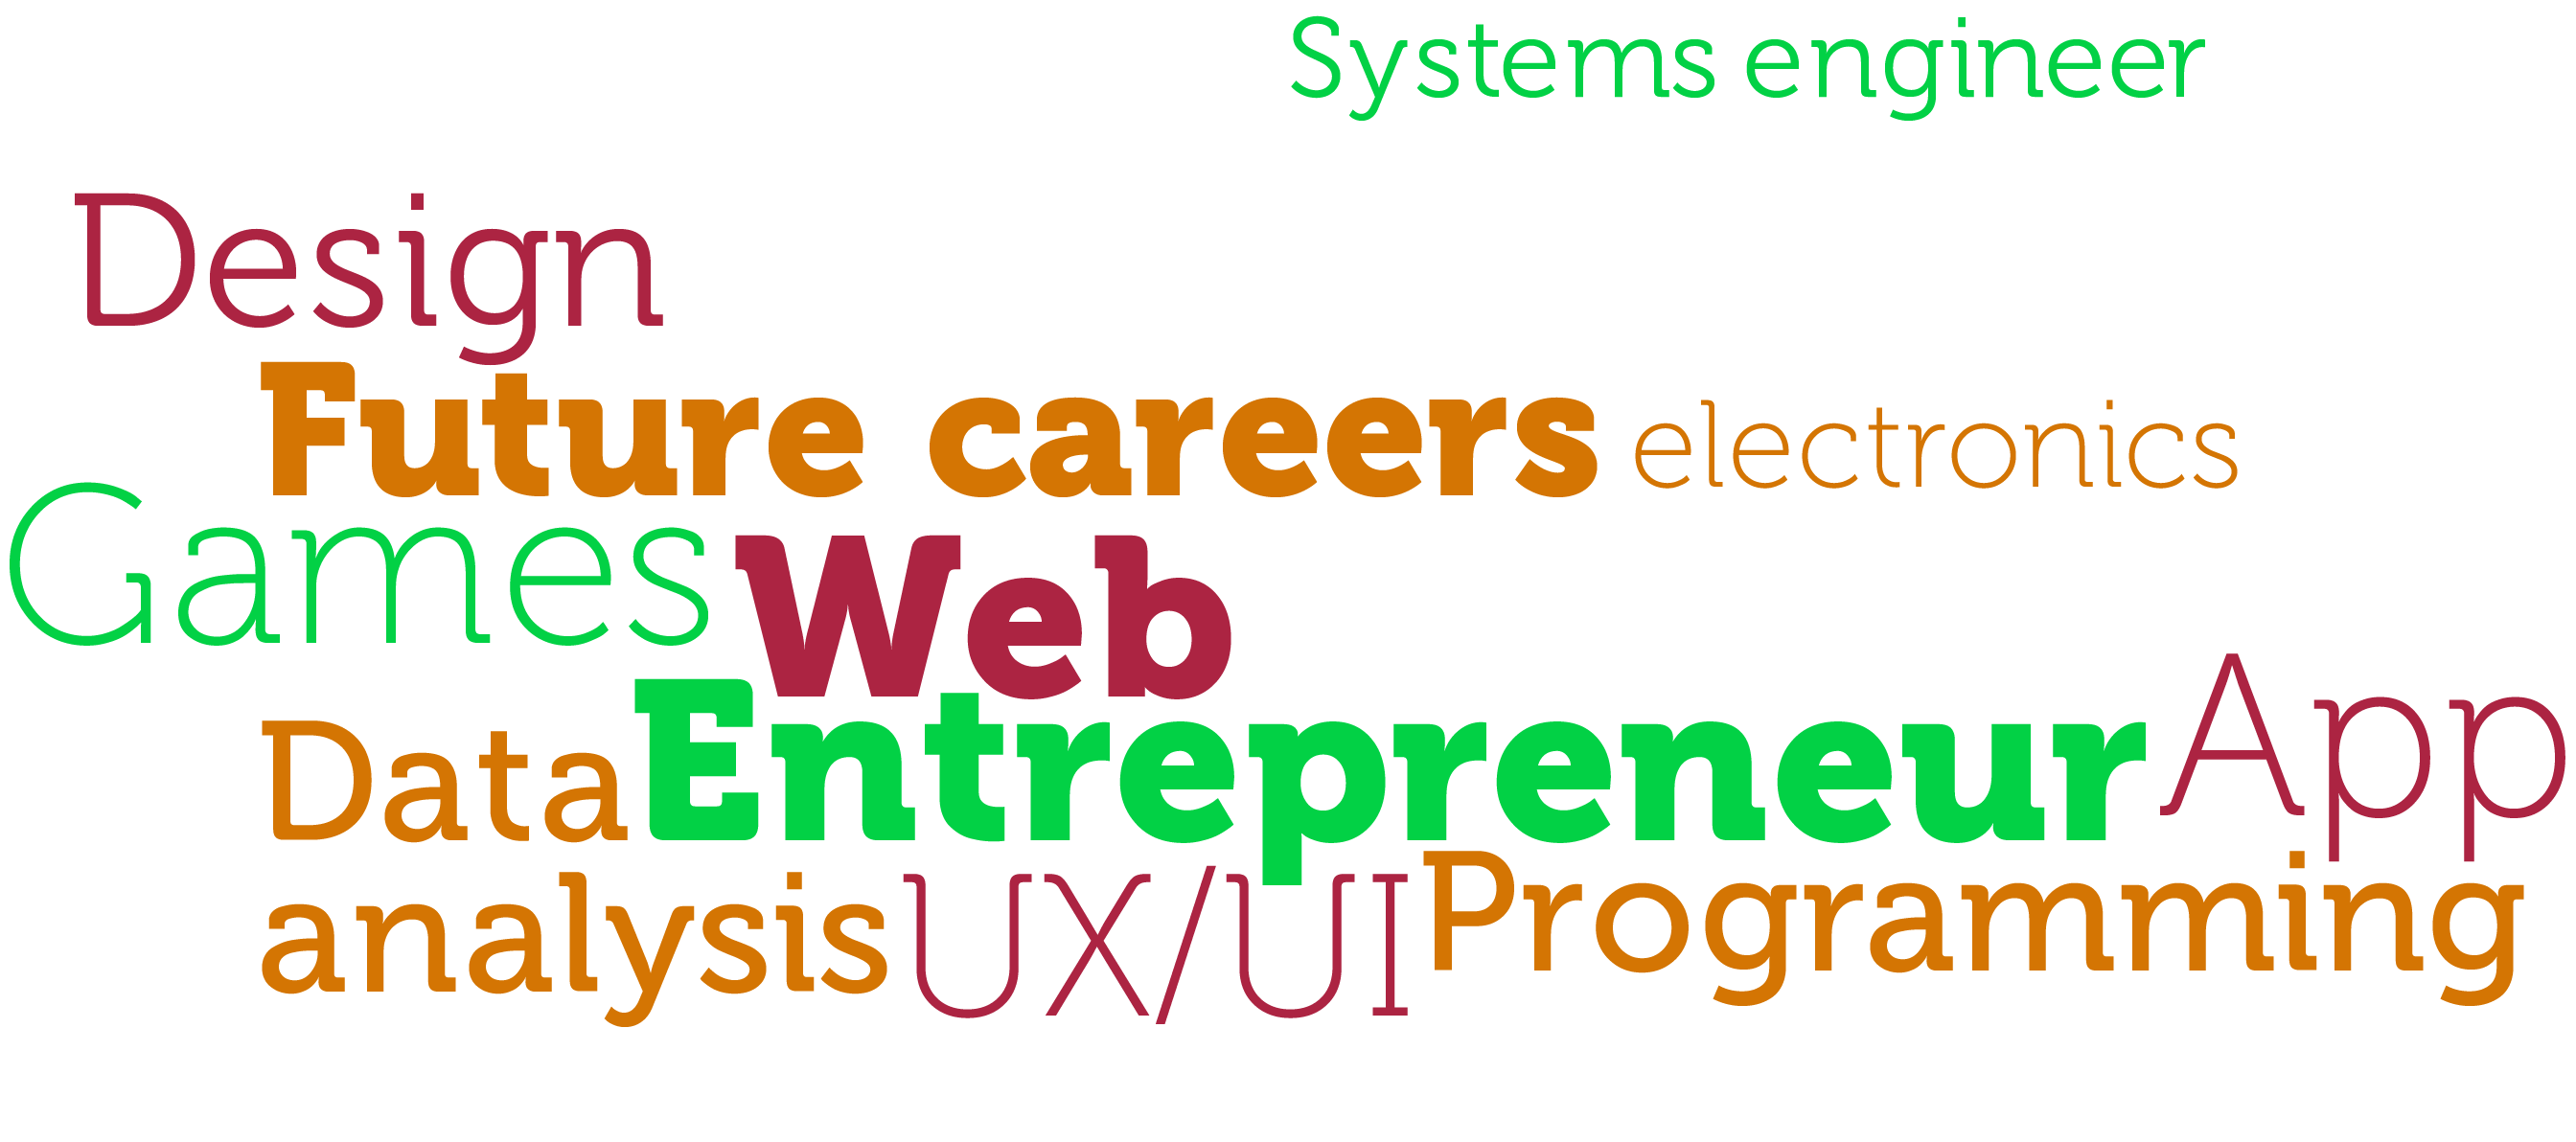 Systems engineer
Design
Future careers
electronics
Games
Web
Data
analysis
Entrepreneur
App
UX/UI
Programming